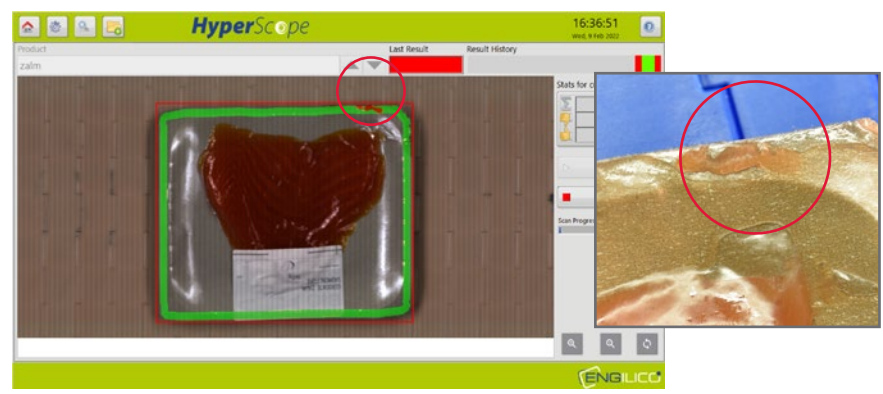 HyperScope
16:36:51
Wed, 9 Feb 2022
Product
Last Result
Result History
zalm
Stats for c
Scan Progre
ENGILICO